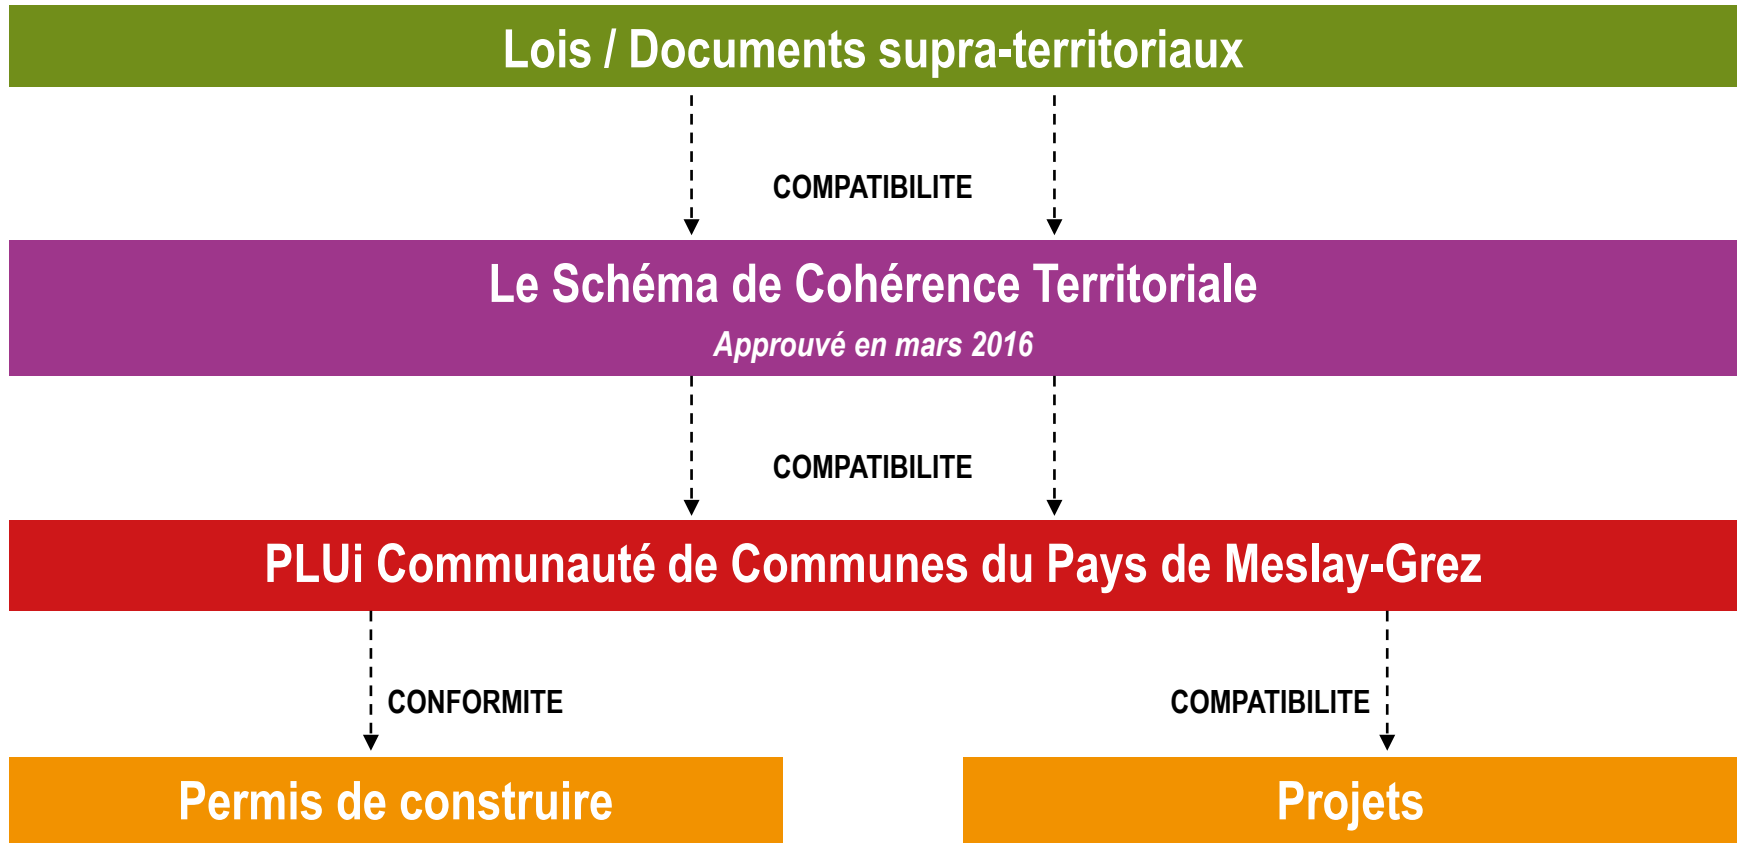 Lois / Documents supra-territoriaux
COMPATIBILITE
Le Schéma de Cohérence Territoriale
Approuvé en mars 2016
COMPATIBILITE
PLUi Communauté de Communes du Pays de Meslay-Grez
CONFORMITE
COMPATIBILITE
Permis de construire
Projets